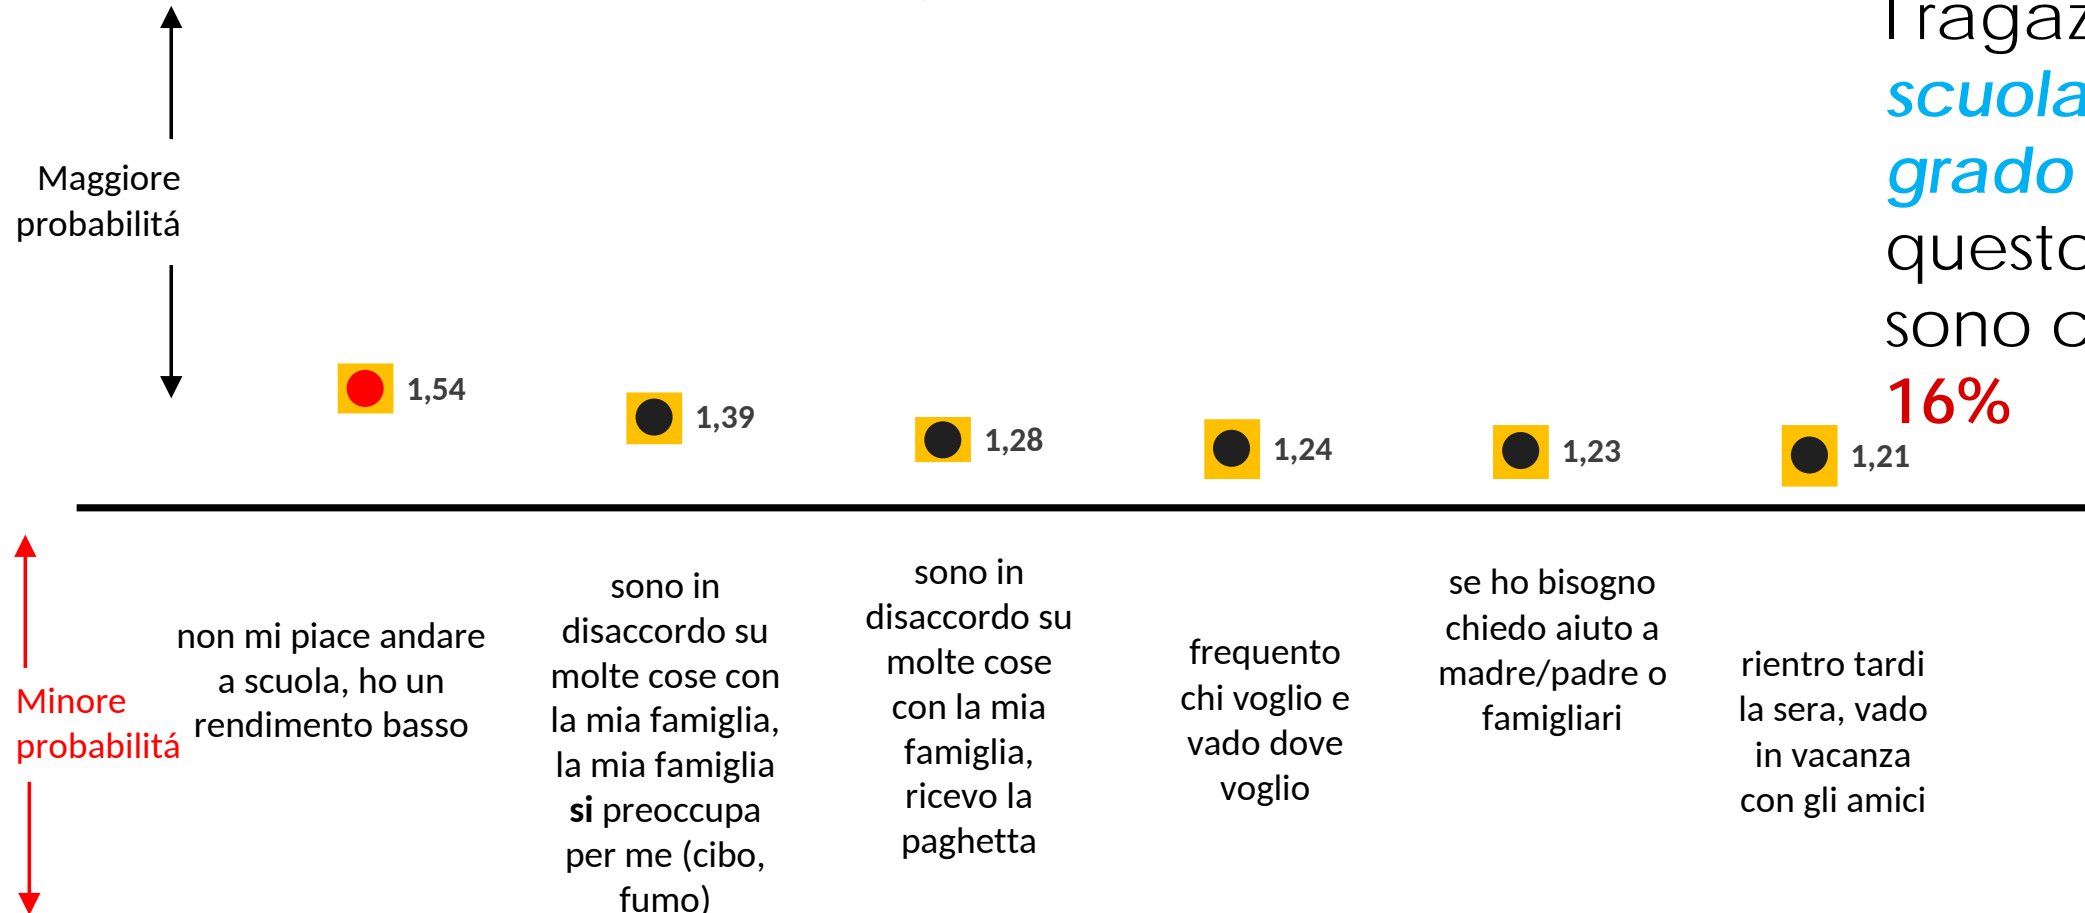 Maggiore
probabilitá
1,54
1,39
1,28
1,24
1,23
1,21
I
scuola
grado
sono
16%
Minore
probabilitá
non mi piace andare
a scuola, ho un
rendimento basso
sono in
disaccordo su
molte cose con
la mia famiglia,
la mia famiglia
si preoccupa
per me (cibo,
fumo)
sono in
disaccordo su
molte cose
con la mia
famiglia,
ricevo la
paghetta
frequento
chi voglio e
vado dove
voglio
se ho bisogno
chiedo aiuto a
madre/padre o
famigliari
rientro tardi
la sera, vado
in vacanza
con gli amici